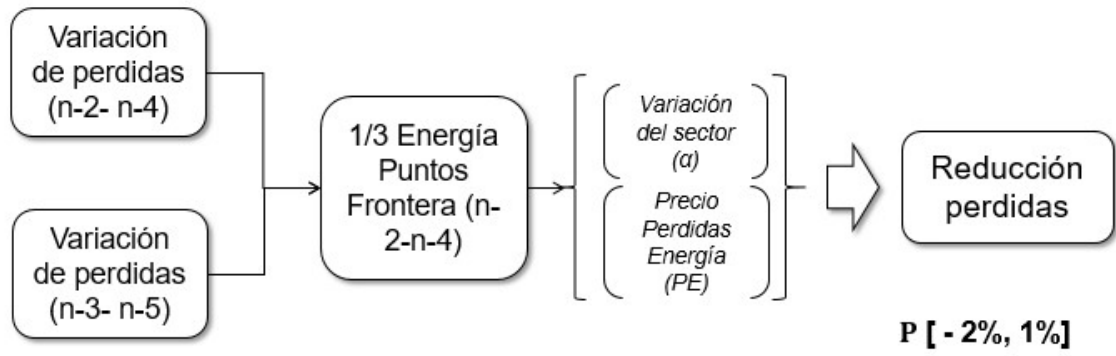 Variación
de perdidas
(n-2- n-4)
Variación
de perdidas
(n-3- n-5)
1/3 Energía
Puntos
Frontera (n-
2-n-4)
Variación
del sector
(α)
Precio
Perdidas
Energía
(PE)
Reducción
perdidas
P [ - 2%, 1%]